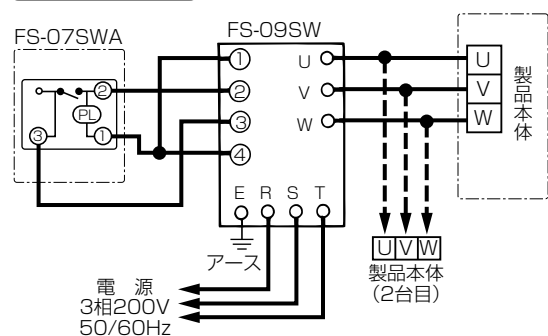 FS-07SWA
FS-09SW
② PL ① ③
① ② ③ ④
U V W
E R S T
アース
U V W
製品本体
UVW
製品本体
(2台目)
電 源
3相200V
50/60Hz